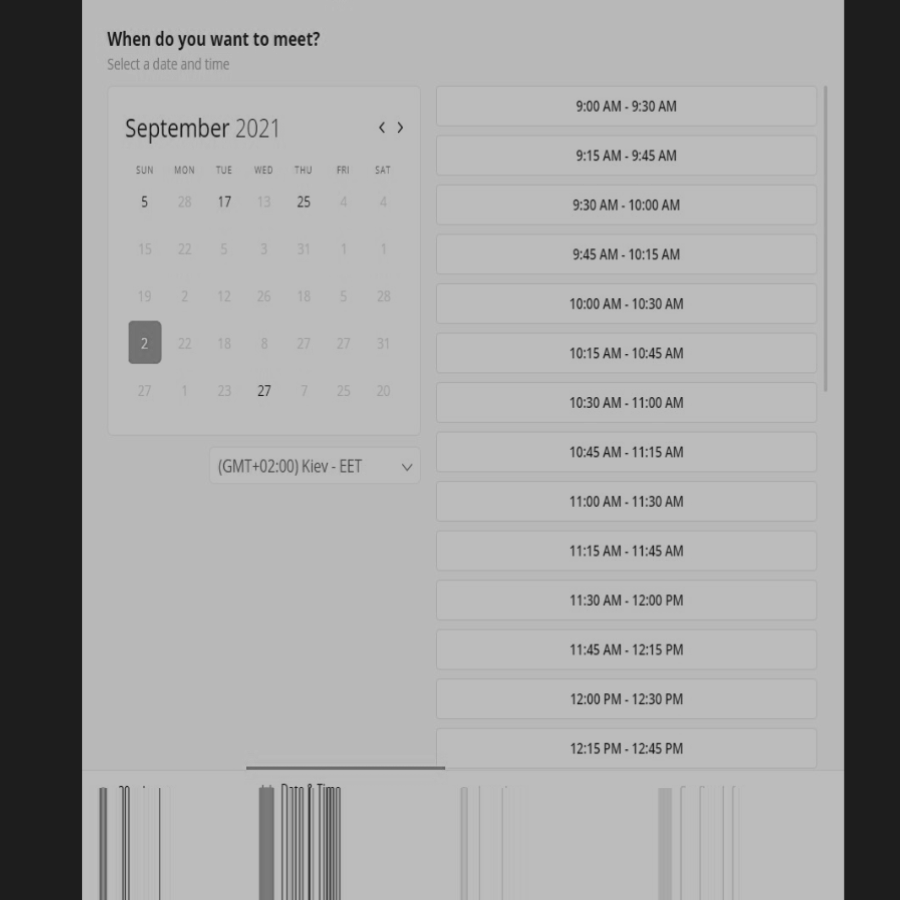 When do you want to meet?
Select a date and time
September 2021
SUN MON TUE WED THU FRI SAT
5 28 17 13 25 4 4
15 22 5 3 31 1 1
19 2 12 26 18 5 28
2 22 18 8 27 27 31
27 1 23 27 7 25 20
(GMT+02:00) Kiev - EET
9:00 AM - 9:30 AM
9:15 AM - 9:45 AM
9:30 AM - 10:00 AM
9:45 AM - 10:15 AM
10:00 AM - 10:30 AM
10:15 AM - 10:45 AM
10:30 AM - 11:00 AM
10:45 AM - 11:15 AM
11:00 AM - 11:30 AM
11:15 AM - 11:45 AM
11:30 AM - 12:00 PM
11:45 AM - 12:15 PM
12:00 PM - 12:30 PM
12:15 PM - 12:45 PM
Date & Time